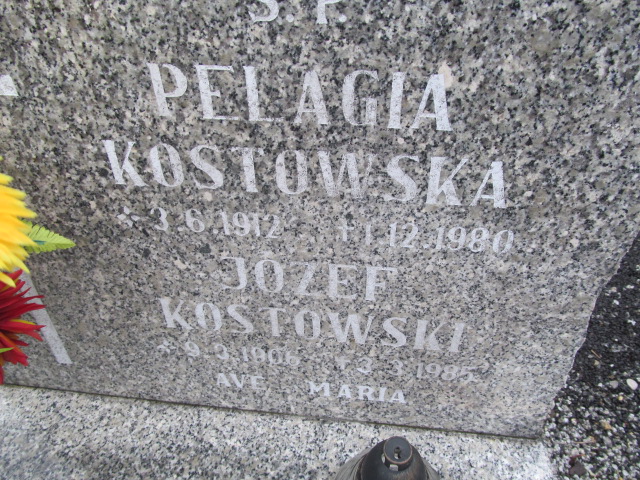 Ś. P.
PELAGIA
KOSTOWSKA
* 3.6.1912 + 1.12.1980
JÓZEF
KOSTOWSKI
* 9.3.1906 + 3.3.1985
AVE MARIA